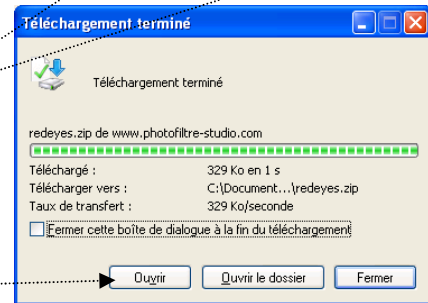 Téléchargement terminé
Téléchargement terminé
redeyes.zip de www.photofiltre-studio.com
Téléchargé : 329 Ko en 1 s
Télécharger vers : C:\Document...\redeyes.zip
Taux de transfert : 329 Ko/seconde
Fermer cette boîte de dialogue à la fin du téléchargement
Ouvrir Ouvrir le dossier Fermer